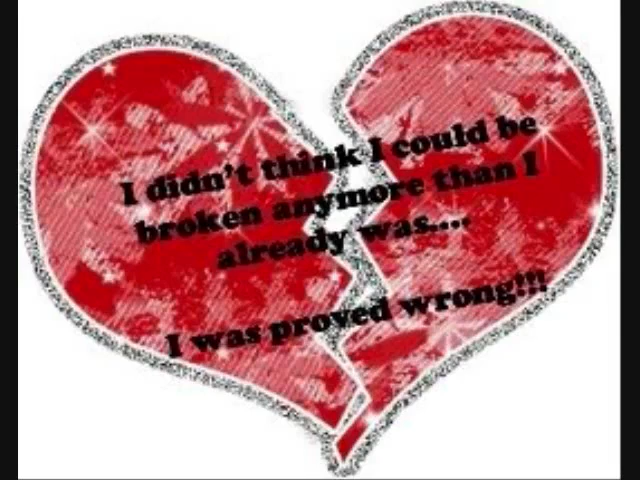 I didn't think I could be
broken anymore than I
already was....
I was proved wrong!!!